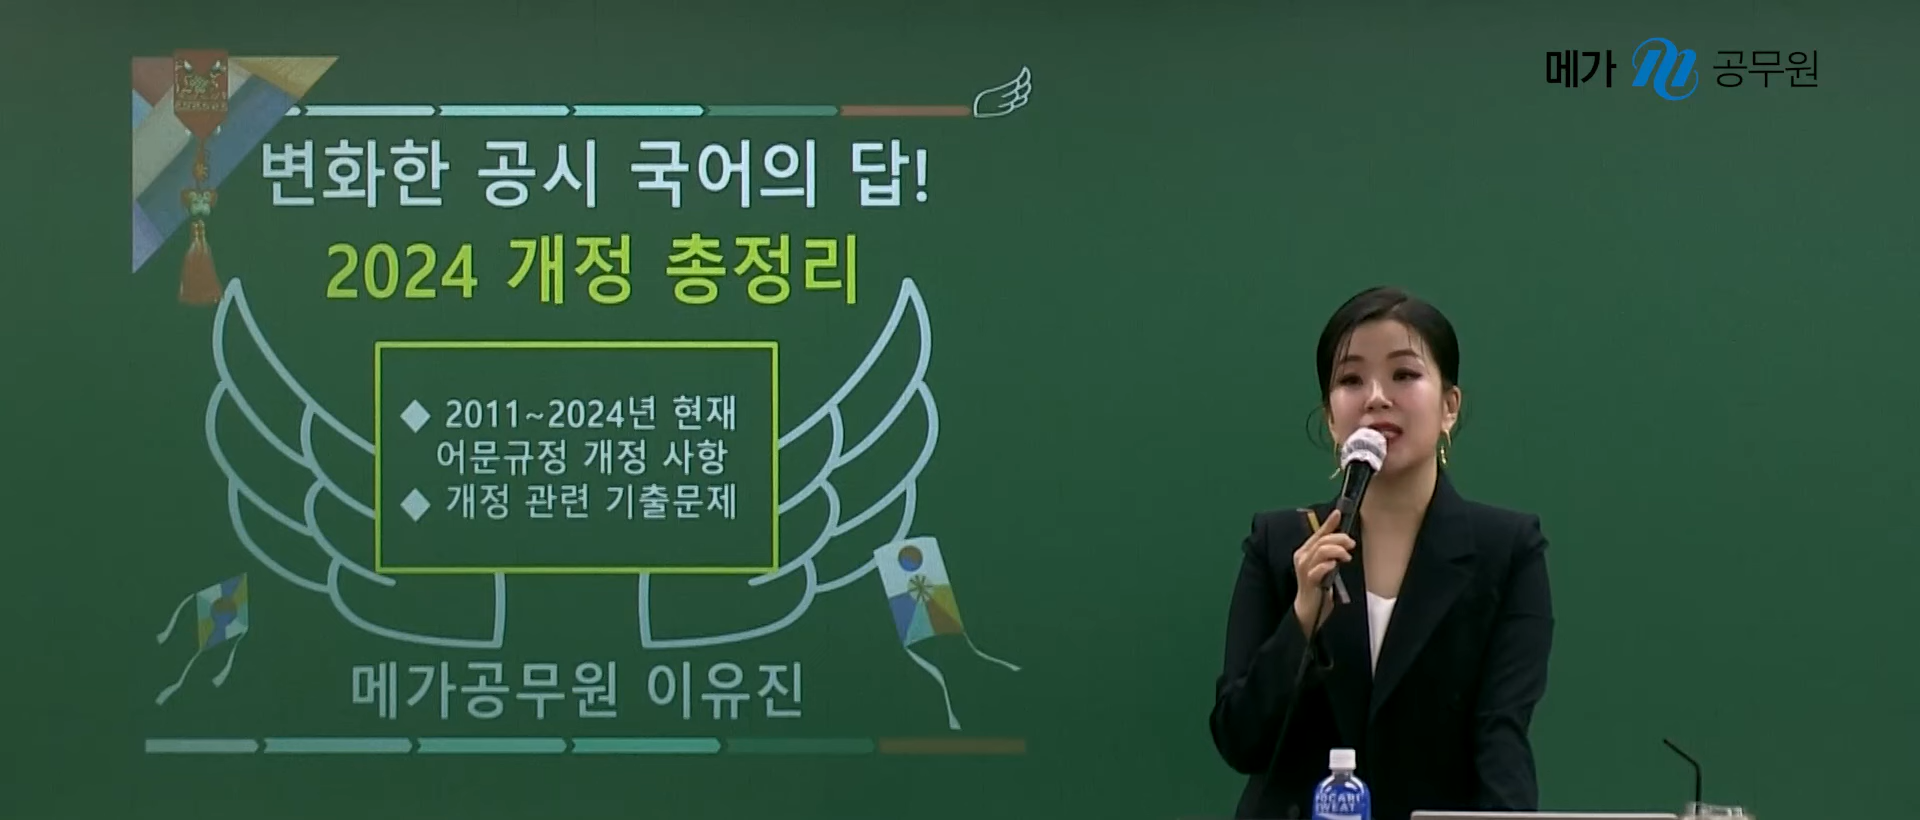 메가 공무원
변화한 공시 국어의 답!
2024 개정 총정리
◆ 2011~2024년 현재
어문규정 개정 사항
◆ 개정 관련 기출문제
메가공무원 이유진
POCARI
SWEAT